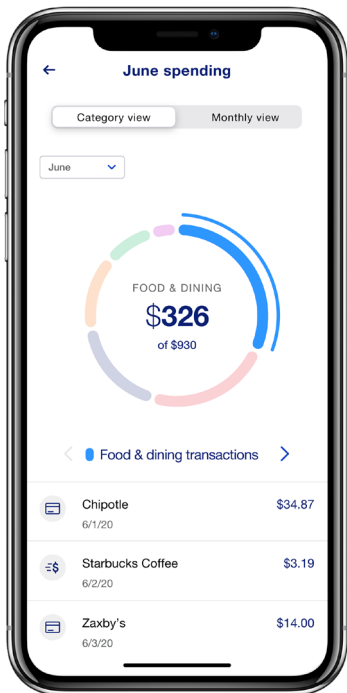 June spending
Category view Monthly view
June
FOOD & DINING
$326
of $930
Food & dining transactions
Chipotle $34.87
6/1/20
Starbucks Coffee $3.19
6/2/20
Zaxby's $14.00
6/3/20